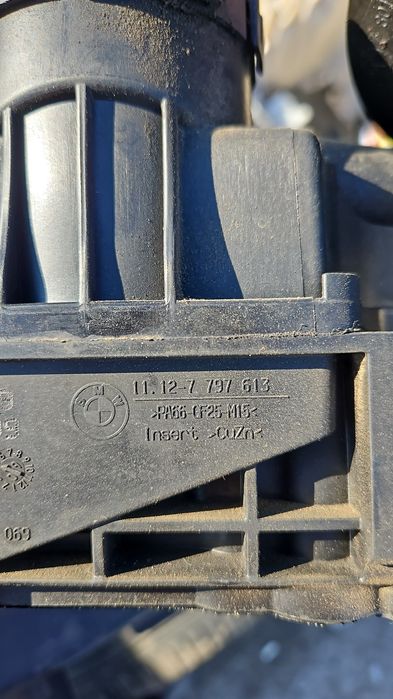 BMW
11.12-7 797 613
>PA66-GF25-M15<
Insert >CuZn<
069